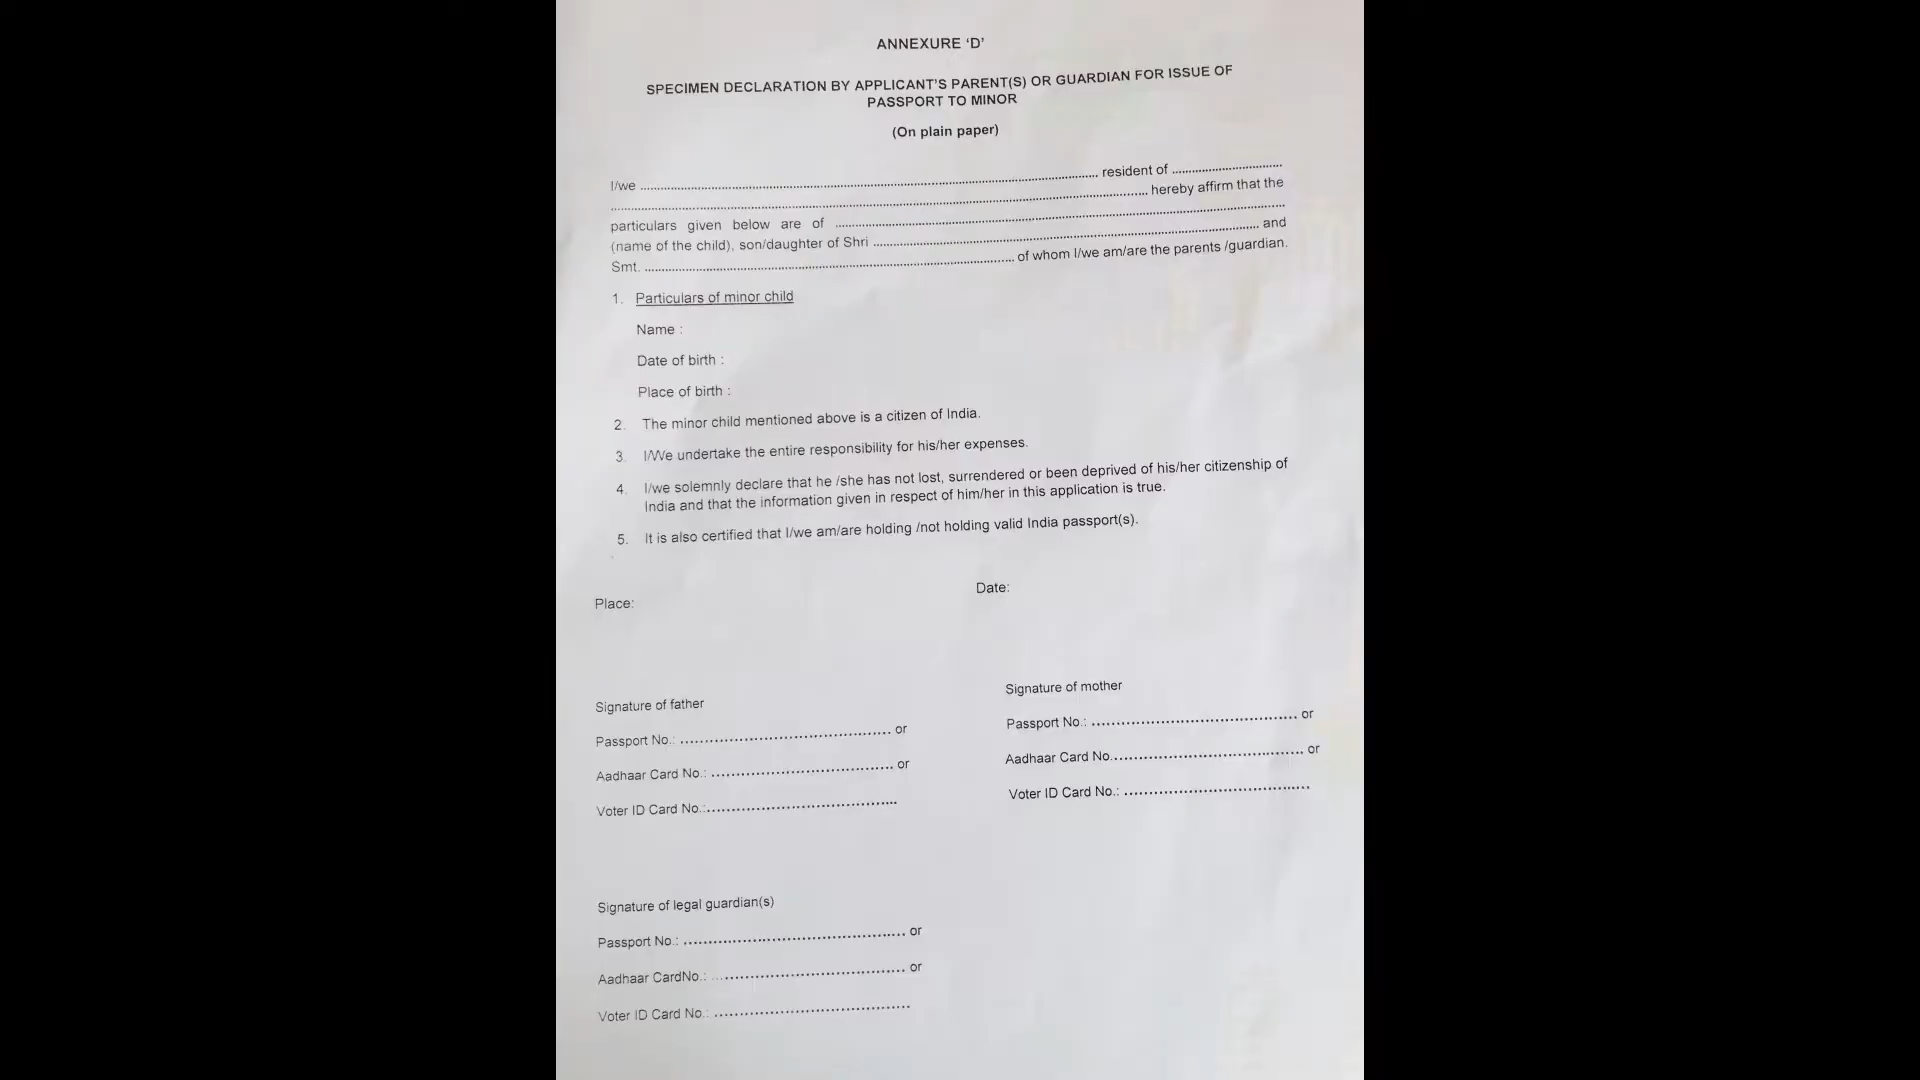 ANNEXURE ‘D’
SPECIMEN DECLARATION BY APPLICANT’S PARENT(S) OR GUARDIAN FOR ISSUE OF
PASSPORT TO MINOR
(On plain paper)
I/we ........................................ resident of ....................
........................................ hereby affirm that the
particulars given below are of ........................................
(name of the child), son/daughter of Shri ........................................ and
Smt. ........................................ of whom I/we am/are the parents /guardian.
1. Particulars of minor child
Name :
Date of birth :
Place of birth :
2. The minor child mentioned above is a citizen of India.
3. I/We undertake the entire responsibility for his/her expenses.
4. I/we solemnly declare that he /she has not lost, surrendered or been deprived of his/her citizenship of
India and that the information given in respect of him/her in this application is true.
5. It is also certified that I/we am/are holding /not holding valid India passport(s).
Place: Date:
Signature of father
Passport No.: ........................................ or
Aadhaar Card No.: ........................................ or
Voter ID Card No.:........................................
Signature of mother
Passport No.: ........................................ or
Aadhaar Card No......................................... or
Voter ID Card No.: ........................................
Signature of legal guardian(s)
Passport No.: ........................................ or
Aadhaar CardNo.: ........................................ or
Voter ID Card No.: ........................................